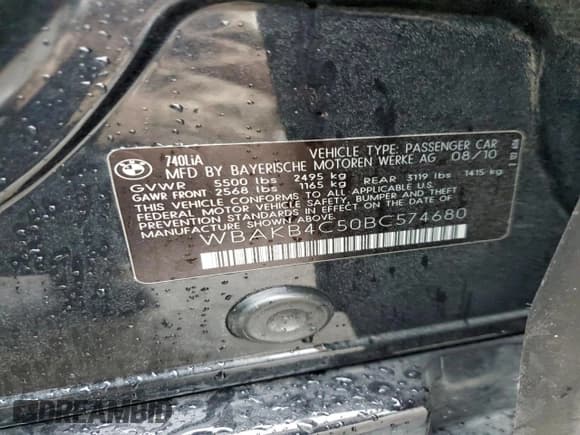 BMW
740LiA VEHICLE TYPE: PASSENGER CAR
MFD BY BAYERISCHE MOTOREN WERKE AG 08/10
GVWR 5500 lbs 2495 kg
GAWR FRONT 2568 lbs 1165 kg REAR 3119 lbs 1415 kg
THIS VEHICLE CONFORMS TO ALL APPLICABLE
FEDERAL MOTOR VEHICLE SAFETY, BUMPER AND THEFT
PREVENTION STANDARDS IN EFFECT ON THE DATE OF
MANUFACTURE SHOWN ABOVE.
WBAKB4C50BC574680
DREAMBID